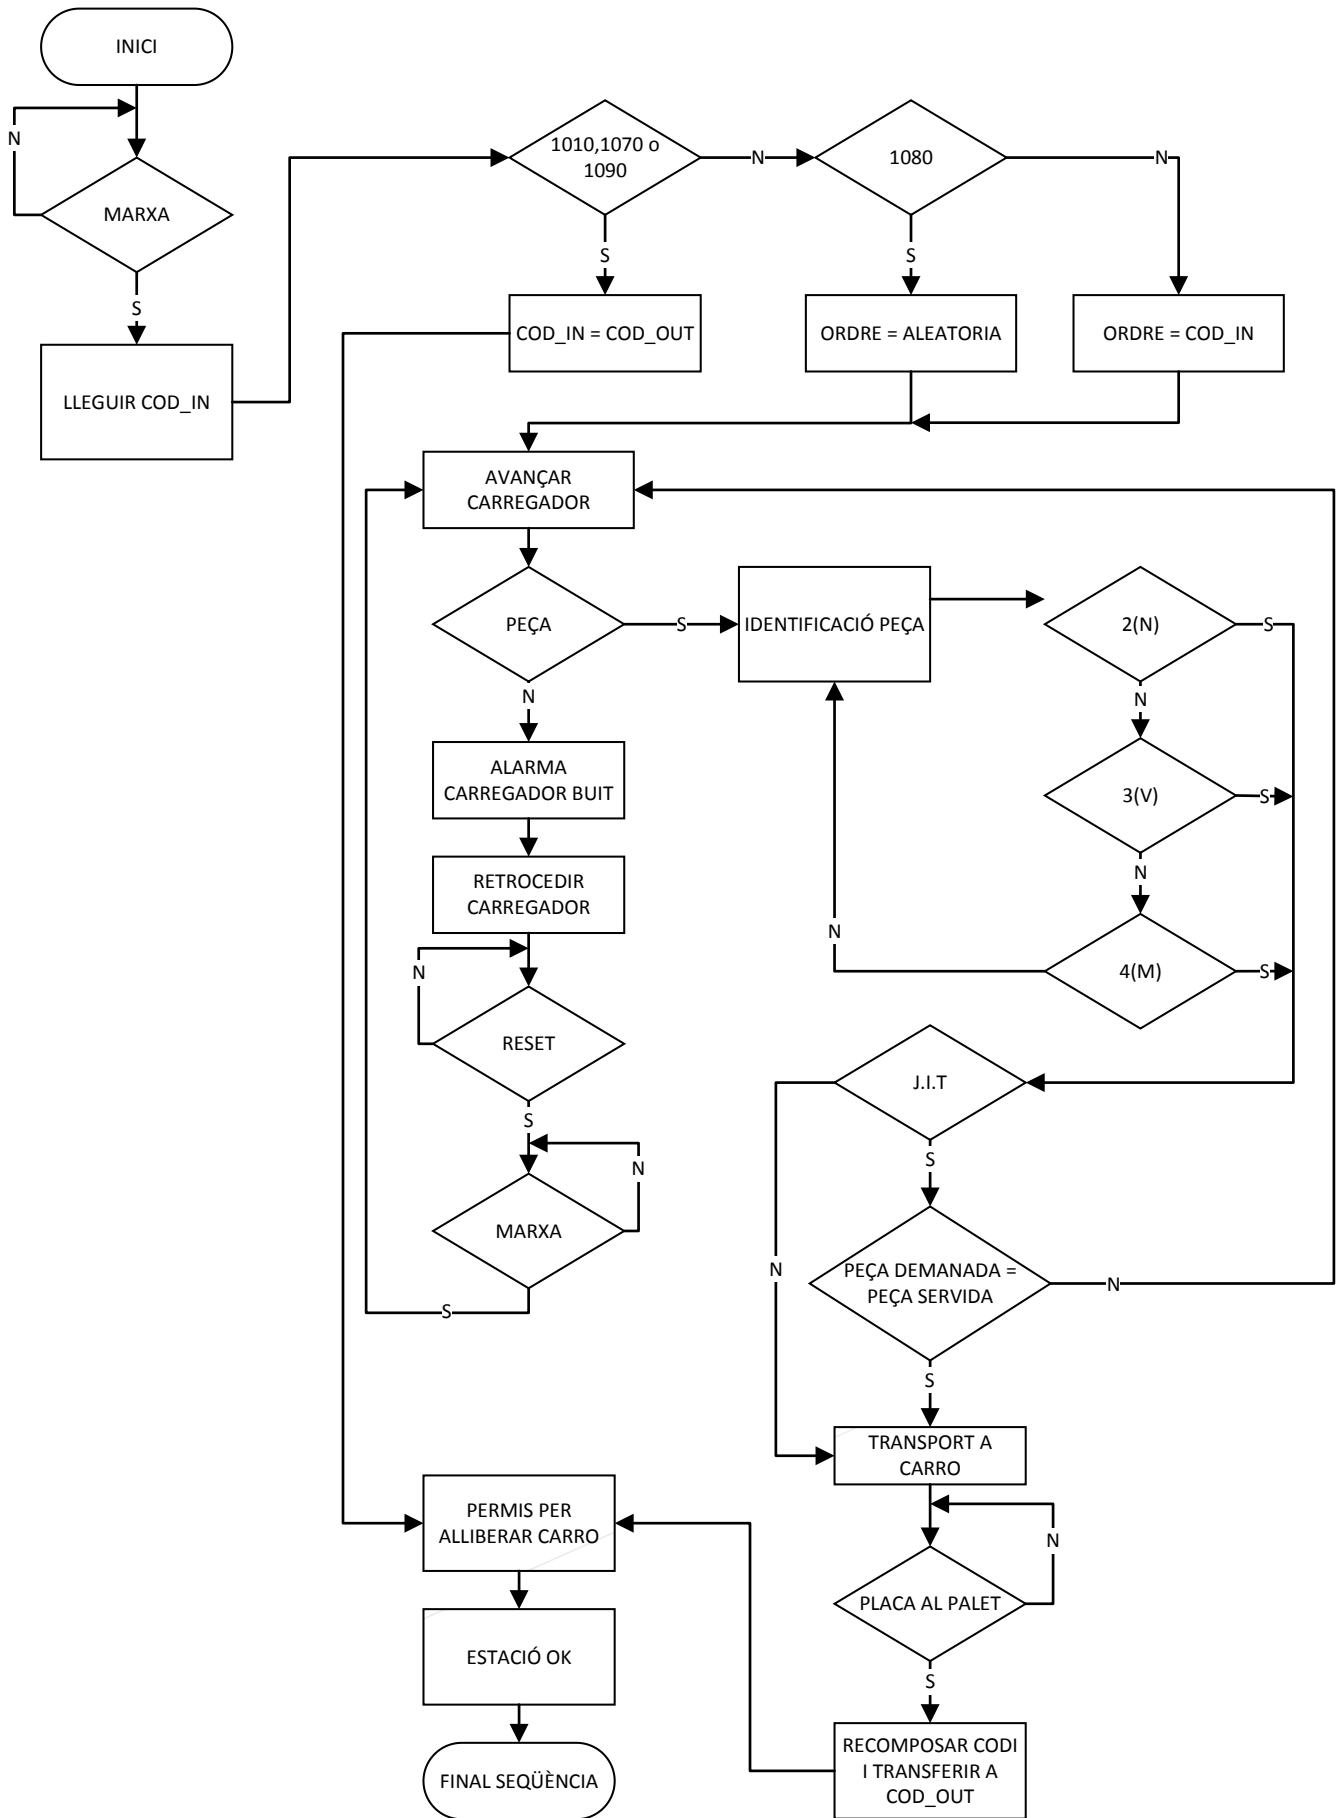 INICI
N
MARXA
S
LLEGUIR COD_IN
1010,1070 o
1090
N
1080
N
S
S
COD_IN = COD_OUT
ORDRE = ALEATORIA
ORDRE = COD_IN
AVANÇAR
CARREGADOR
PEÇA
S
IDENTIFICACIÓ PEÇA
2(N)
S
N
N
ALARMA
CARREGADOR BUIT
3(V)
S
N
RETROCEDIR
CARREGADOR
N
N
4(M)
S
RESET
S
J.I.T
S
N
MARXA
S
N
PEÇA DEMANADA =
PEÇA SERVIDA
N
S
TRANSPORT A
CARRO
N
PLACA AL PALET
S
RECOMPOSAR CODI
I TRANSFERIR A
COD_OUT
PERMIS PER
ALLIBERAR CARRO
ESTACIÓ OK
FINAL SEQÜÈNCIA